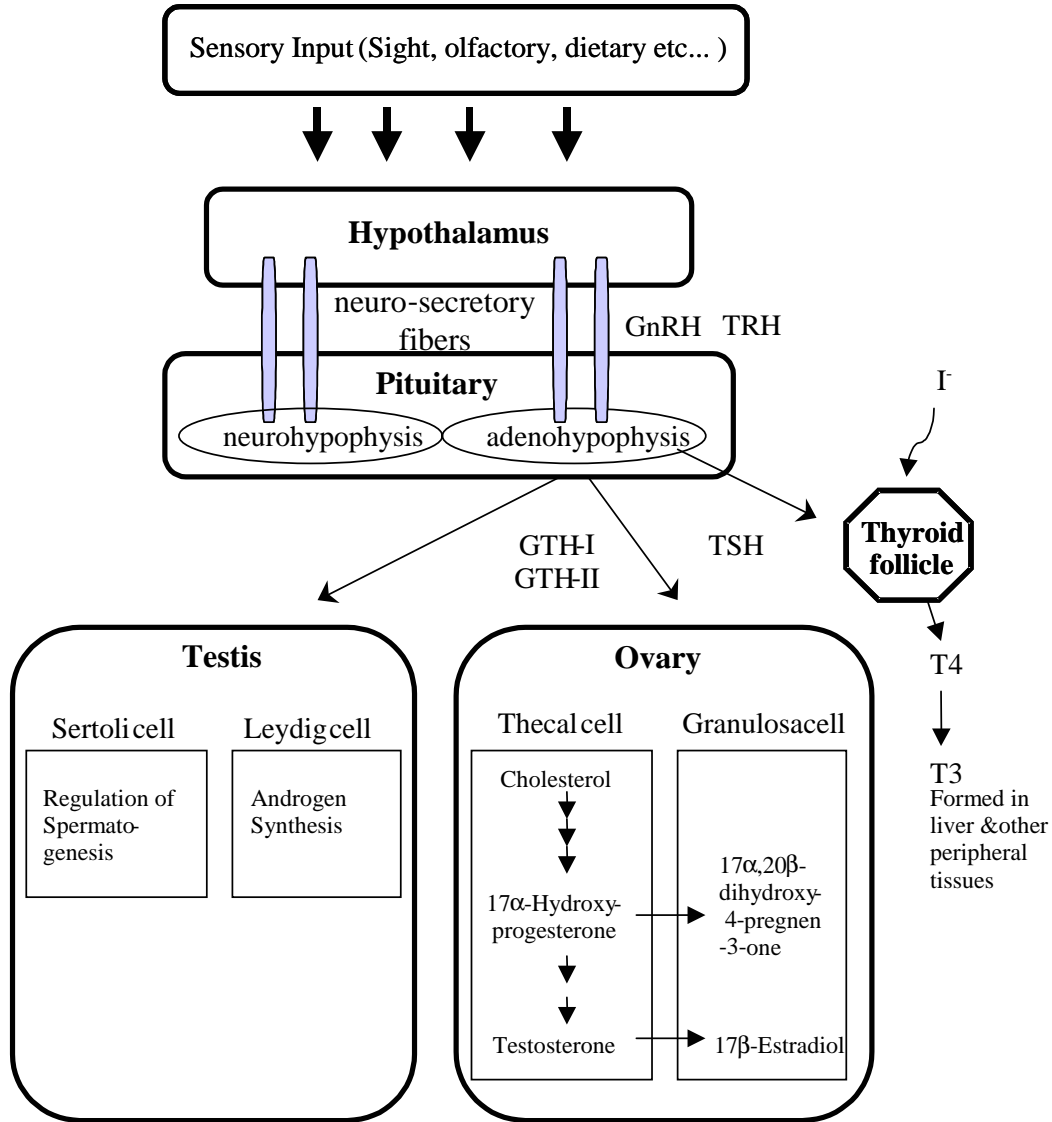 Sensory Input (Sight, olfactory, dietary etc... )
Hypothalamus
neuro-secretory
fibers
GnRH TRH
Pituitary
neurohypophysis
adenohypophysis
I-
Thyroid
follicle
GTH-I
GTH-II
TSH
T4
T3
Formed in
liver & other
peripheral
tissues
Testis
Sertoli cell
Leydig cell
Regulation of
Spermato-
genesis
Androgen
Synthesis
Ovary
Thecal cell
Granulosa cell
Cholesterol
17α-Hydroxy-
progesterone
Testosterone
17α,20β-
dihydroxy-
4-pregnen
-3-one
17β-Estradiol